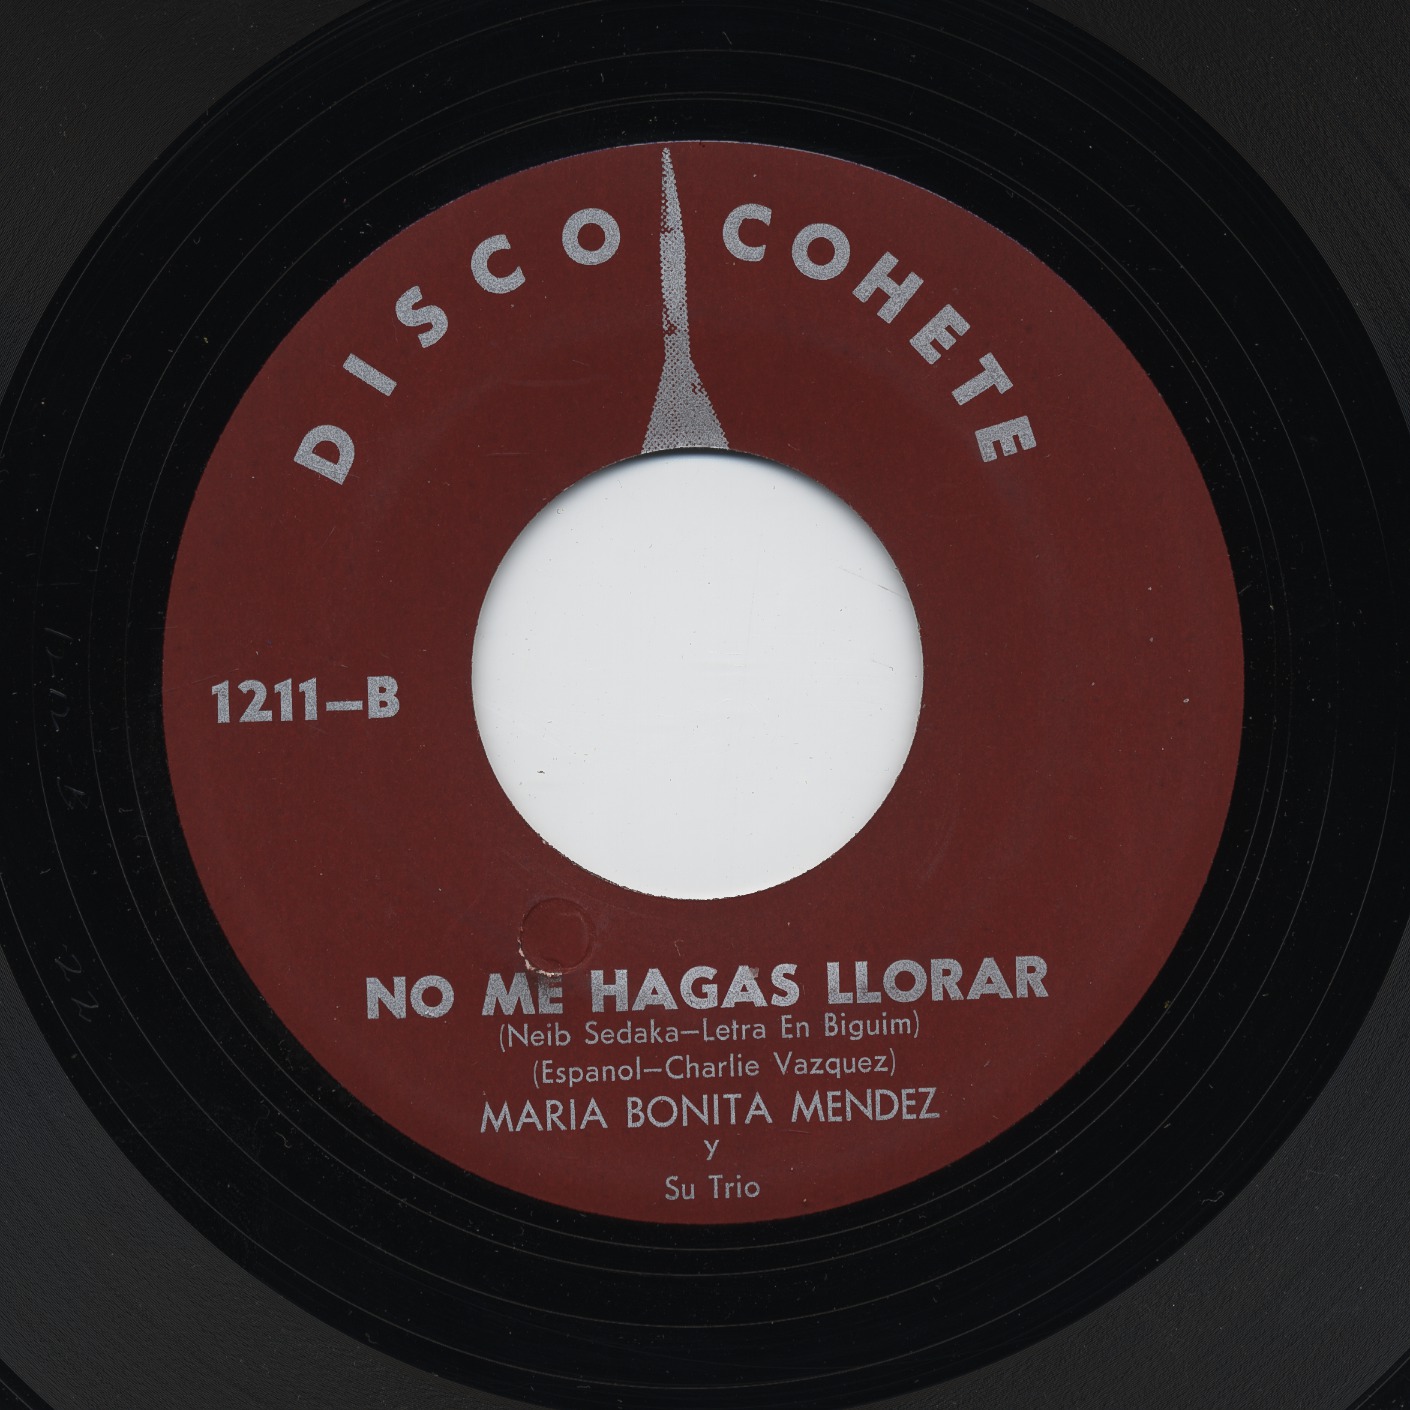 DISCO COHETE
1211–B
NO ME HAGAS LLORAR
(Neib Sedaka–Letra En Biguim)
(Espanol–Charlie Vazquez)
MARIA BONITA MENDEZ
y
Su Trio